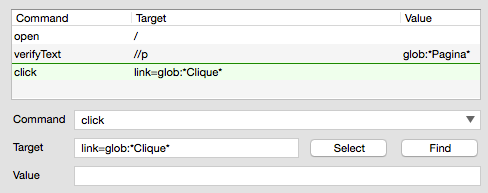 Command Target Value
open /
verifyText //p glob:*Pagina*
click link=glob:*Clique*
Command click
Target link=glob:*Clique* Select Find
Value